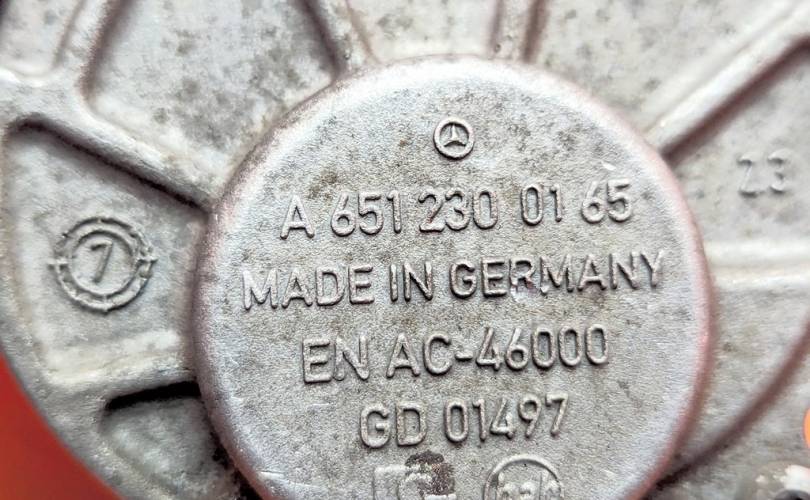 A 651 230 01 65
MADE IN GERMANY
EN AC-46000
GD 01497
7
23